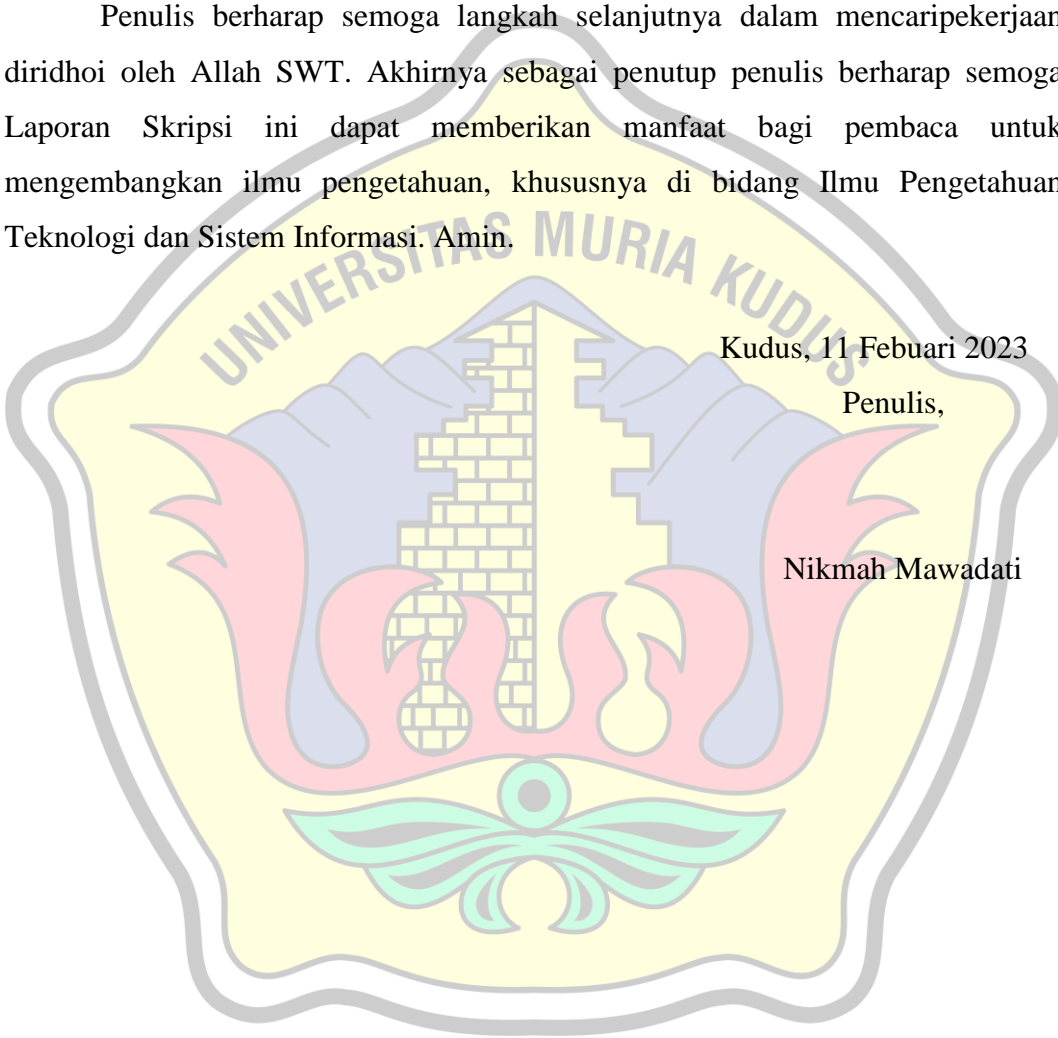 Penulis berharap semoga langkah selanjutnya dalam mencaripekerjaan
diridhoi oleh Allah SWT. Akhirnya sebagai penutup penulis berharap semoga
Laporan Skripsi ini dapat memberikan manfaat bagi pembaca untuk
mengembangkan ilmu pengetahuan, khususnya di bidang Ilmu Pengetahuan
Teknologi dan Sistem Informasi. Amin.
UNIVERSITAS MURIA KUDUS
Kudus, 11 Febuari 2023
Penulis,
Nikmah Mawadati